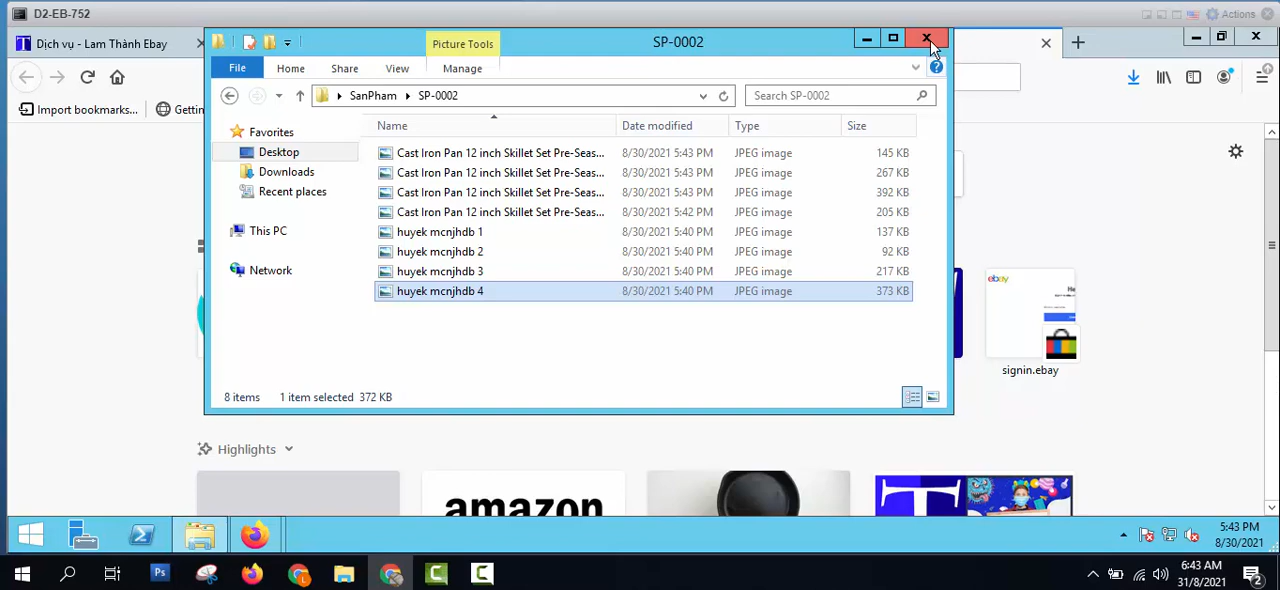 D2-EB-752
Actions
Dịch vụ - Lam Thành Ebay
Picture Tools
SP-0002
File
Home
Share
View
Manage
SanPham
SP-0002
Search SP-0002
Import bookmarks...
Gettin
Favorites
Desktop
Downloads
Recent places
This PC
Network
Name
Date modified
Type
Size
Cast Iron Pan 12 inch Skillet Set Pre-Seas... 8/30/2021 5:43 PM JPEG image 145 KB
Cast Iron Pan 12 inch Skillet Set Pre-Seas... 8/30/2021 5:43 PM JPEG image 267 KB
Cast Iron Pan 12 inch Skillet Set Pre-Seas... 8/30/2021 5:43 PM JPEG image 392 KB
Cast Iron Pan 12 inch Skillet Set Pre-Seas... 8/30/2021 5:42 PM JPEG image 205 KB
huyek mcnjhdb 1 8/30/2021 5:40 PM JPEG image 137 KB
huyek mcnjhdb 2 8/30/2021 5:40 PM JPEG image 92 KB
huyek mcnjhdb 3 8/30/2021 5:40 PM JPEG image 217 KB
huyek mcnjhdb 4 8/30/2021 5:40 PM JPEG image 373 KB
8 items 1 item selected 372 KB
ebay
signin.ebay
Highlights
amazon
T
5:43 PM
8/30/2021
Ps
6:43 AM
31/8/2021
2